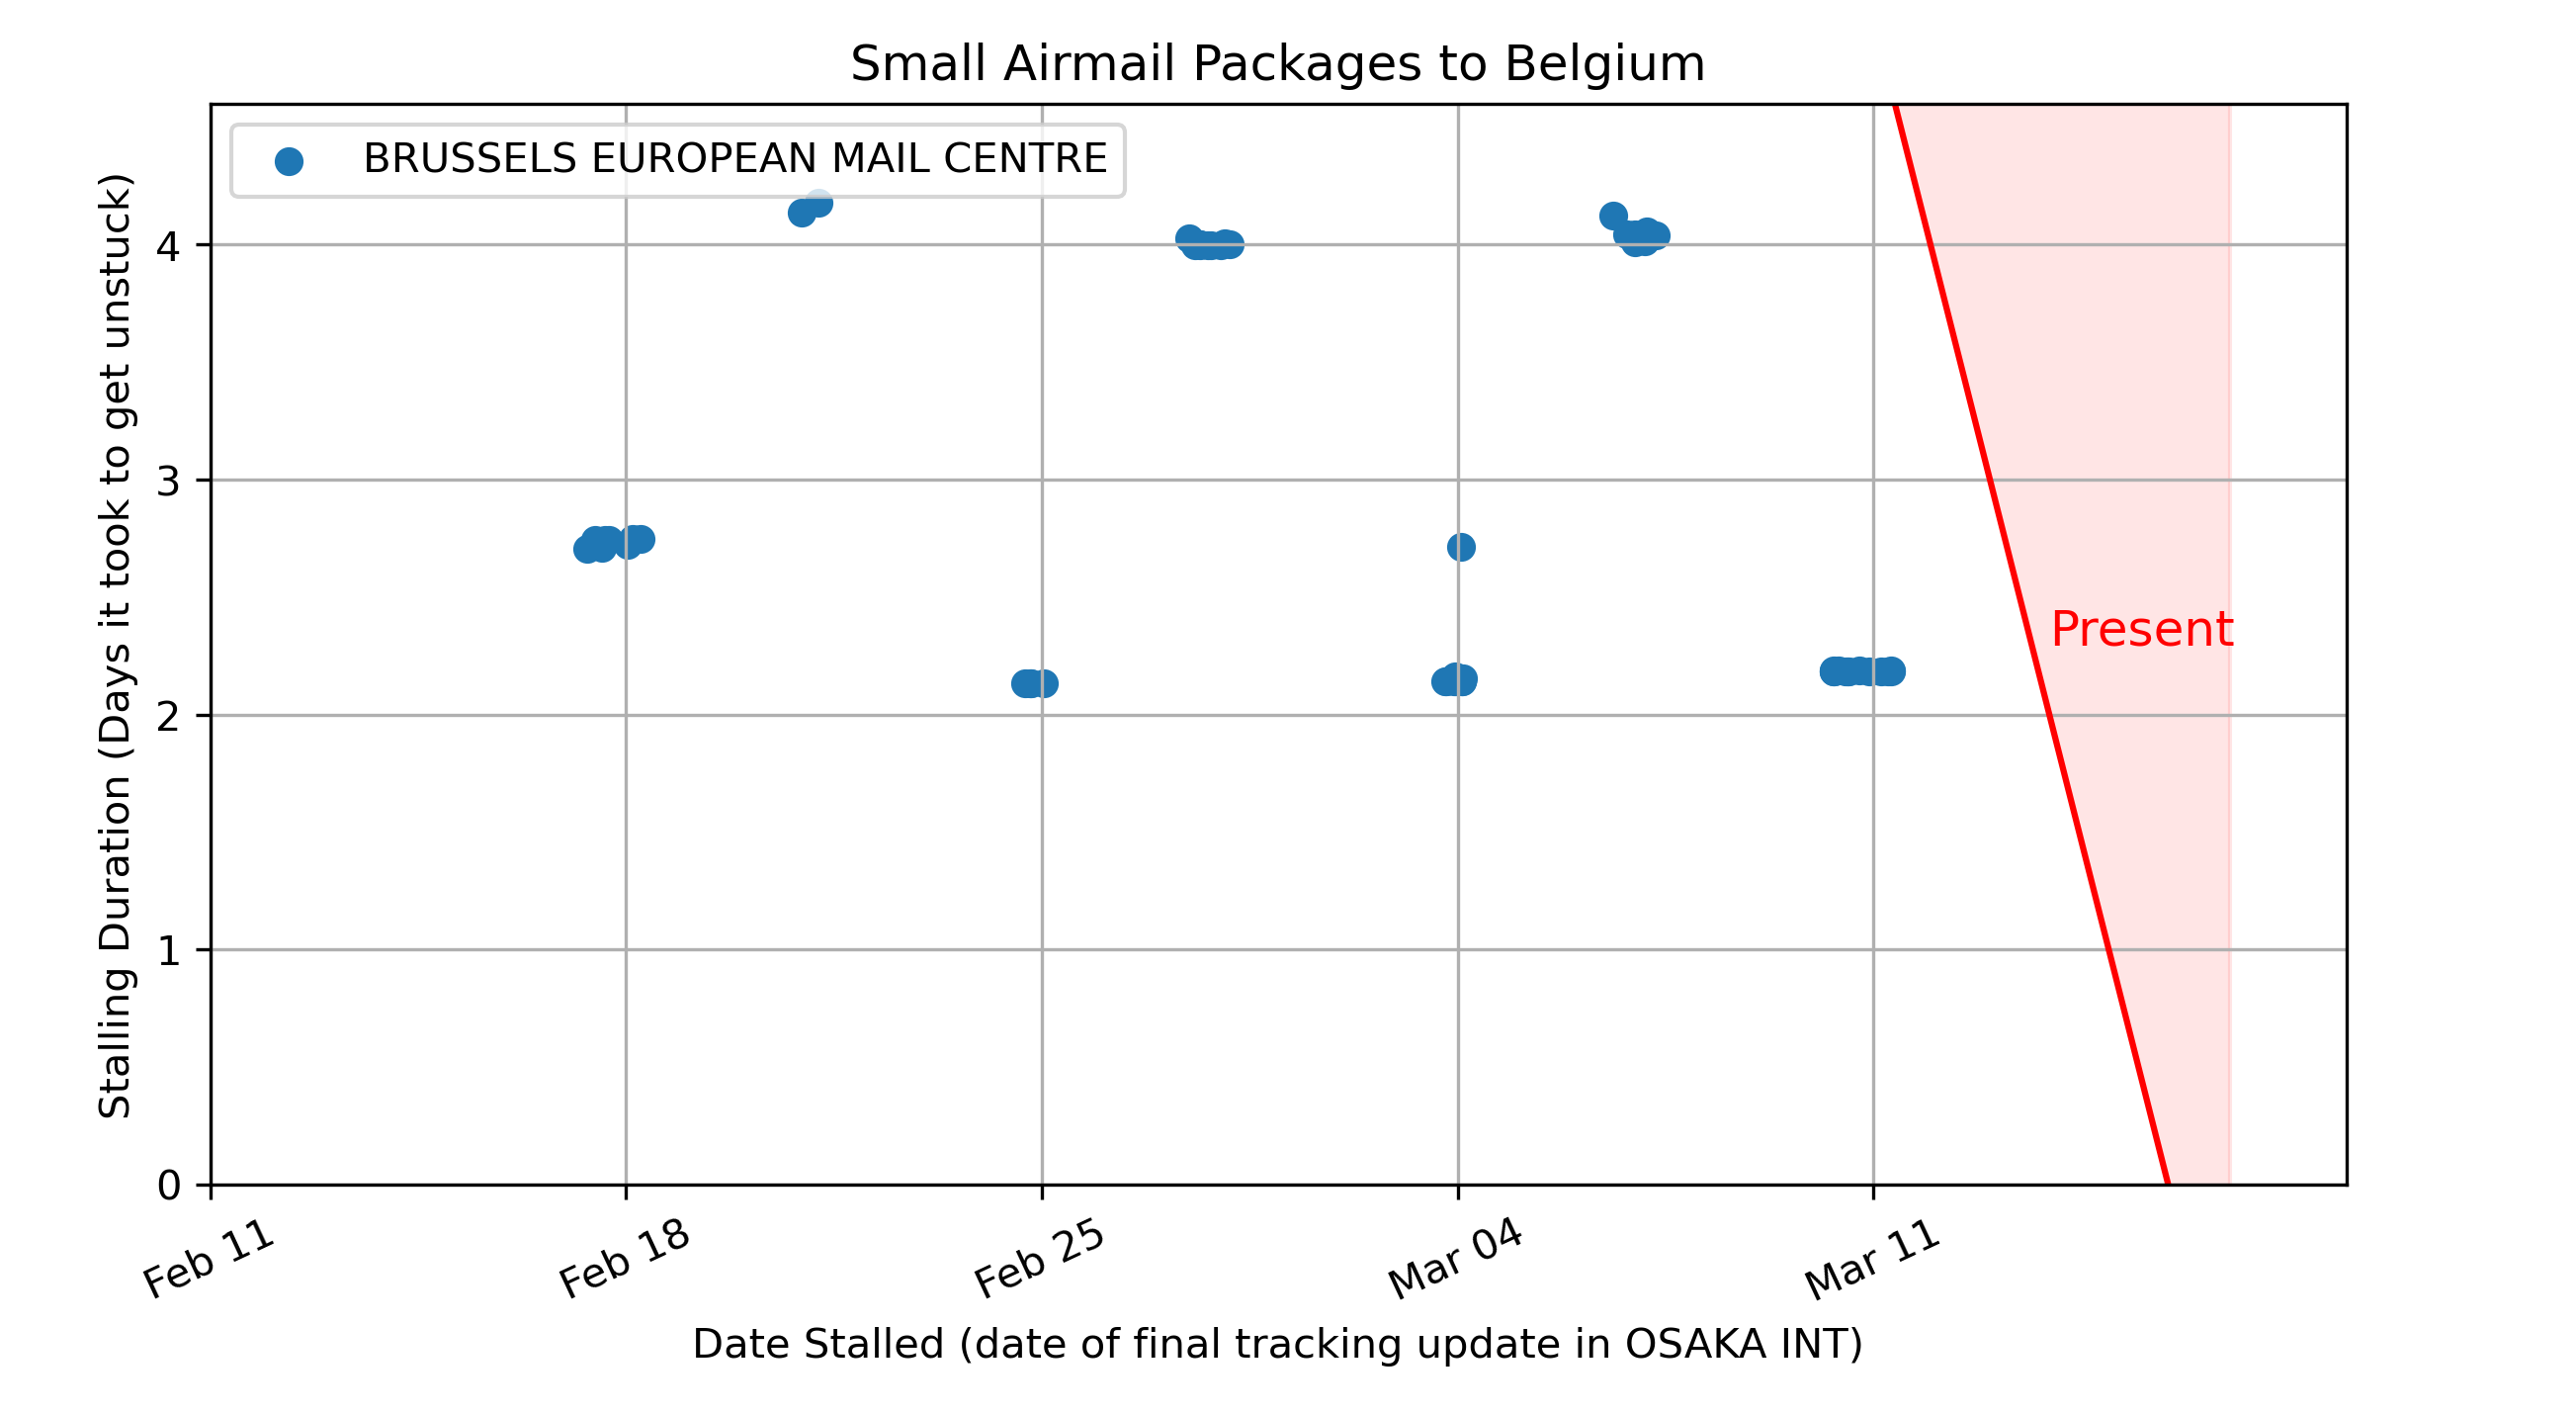 Small Airmail Packages to Belgium
BRUSSELS EUROPEAN MAIL CENTRE
Stalling Duration (Days it took to get unstuck)
4
3
2
1
0
Present
Feb 11
Feb 18
Feb 25
Mar 04
Mar 11
Date Stalled (date of final tracking update in OSAKA INT)